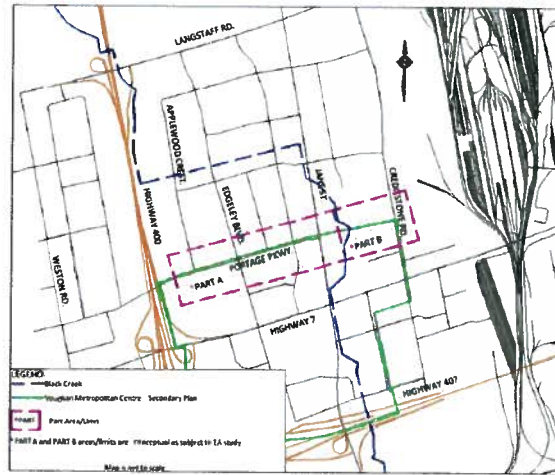 LANGSTAFF RD.
APPLEWOOD CRES.
HIGHWAY 400
EDGELEY BLVD.
JANE ST
CREDITSTONE RD.
WESTON RD.
PORTAGE PKWY
PART B
PART A
HIGHWAY 7
HIGHWAY 407
LEGEND
Black Creek
Vaughan Metropolitan Centre Secondary Plan
PART
Part Area/Limit
* PART A and PART B areas/limits are conceptual as subject to EA study
Map is not to scale